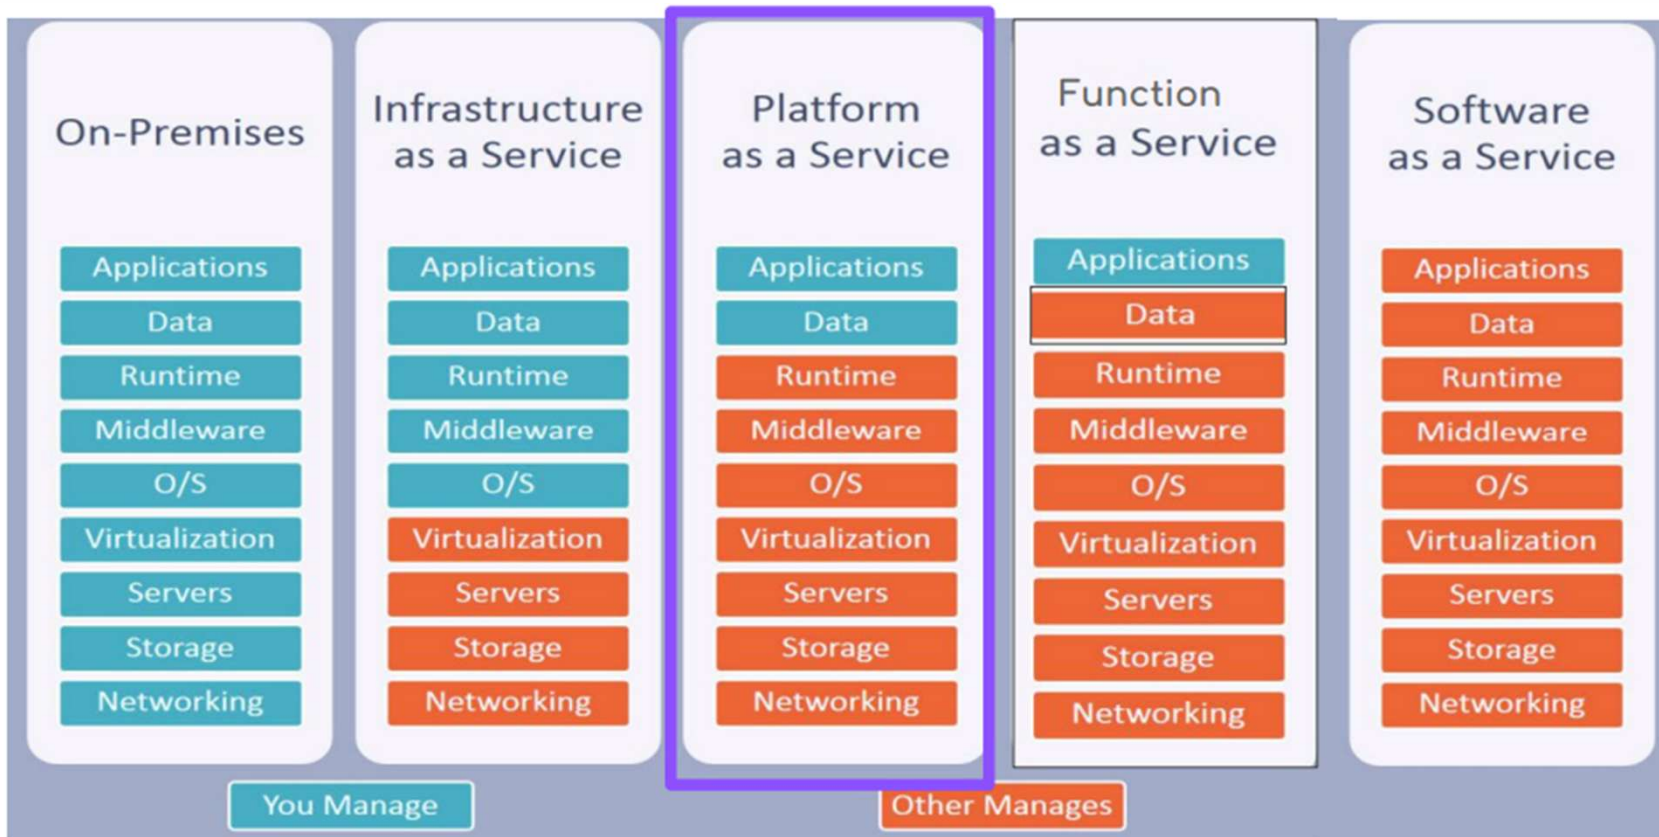 On-Premises
Applications
Data
Runtime
Middleware
O/S
Virtualization
Servers
Storage
Networking
Infrastructure
as a Service
Applications
Data
Runtime
Middleware
O/S
Virtualization
Servers
Storage
Networking
Platform
as a Service
Applications
Data
Runtime
Middleware
O/S
Virtualization
Servers
Storage
Networking
Function
as a Service
Applications
Data
Runtime
Middleware
O/S
Virtualization
Servers
Storage
Networking
Software
as a Service
Applications
Data
Runtime
Middleware
O/S
Virtualization
Servers
Storage
Networking
You Manage
Other Manages